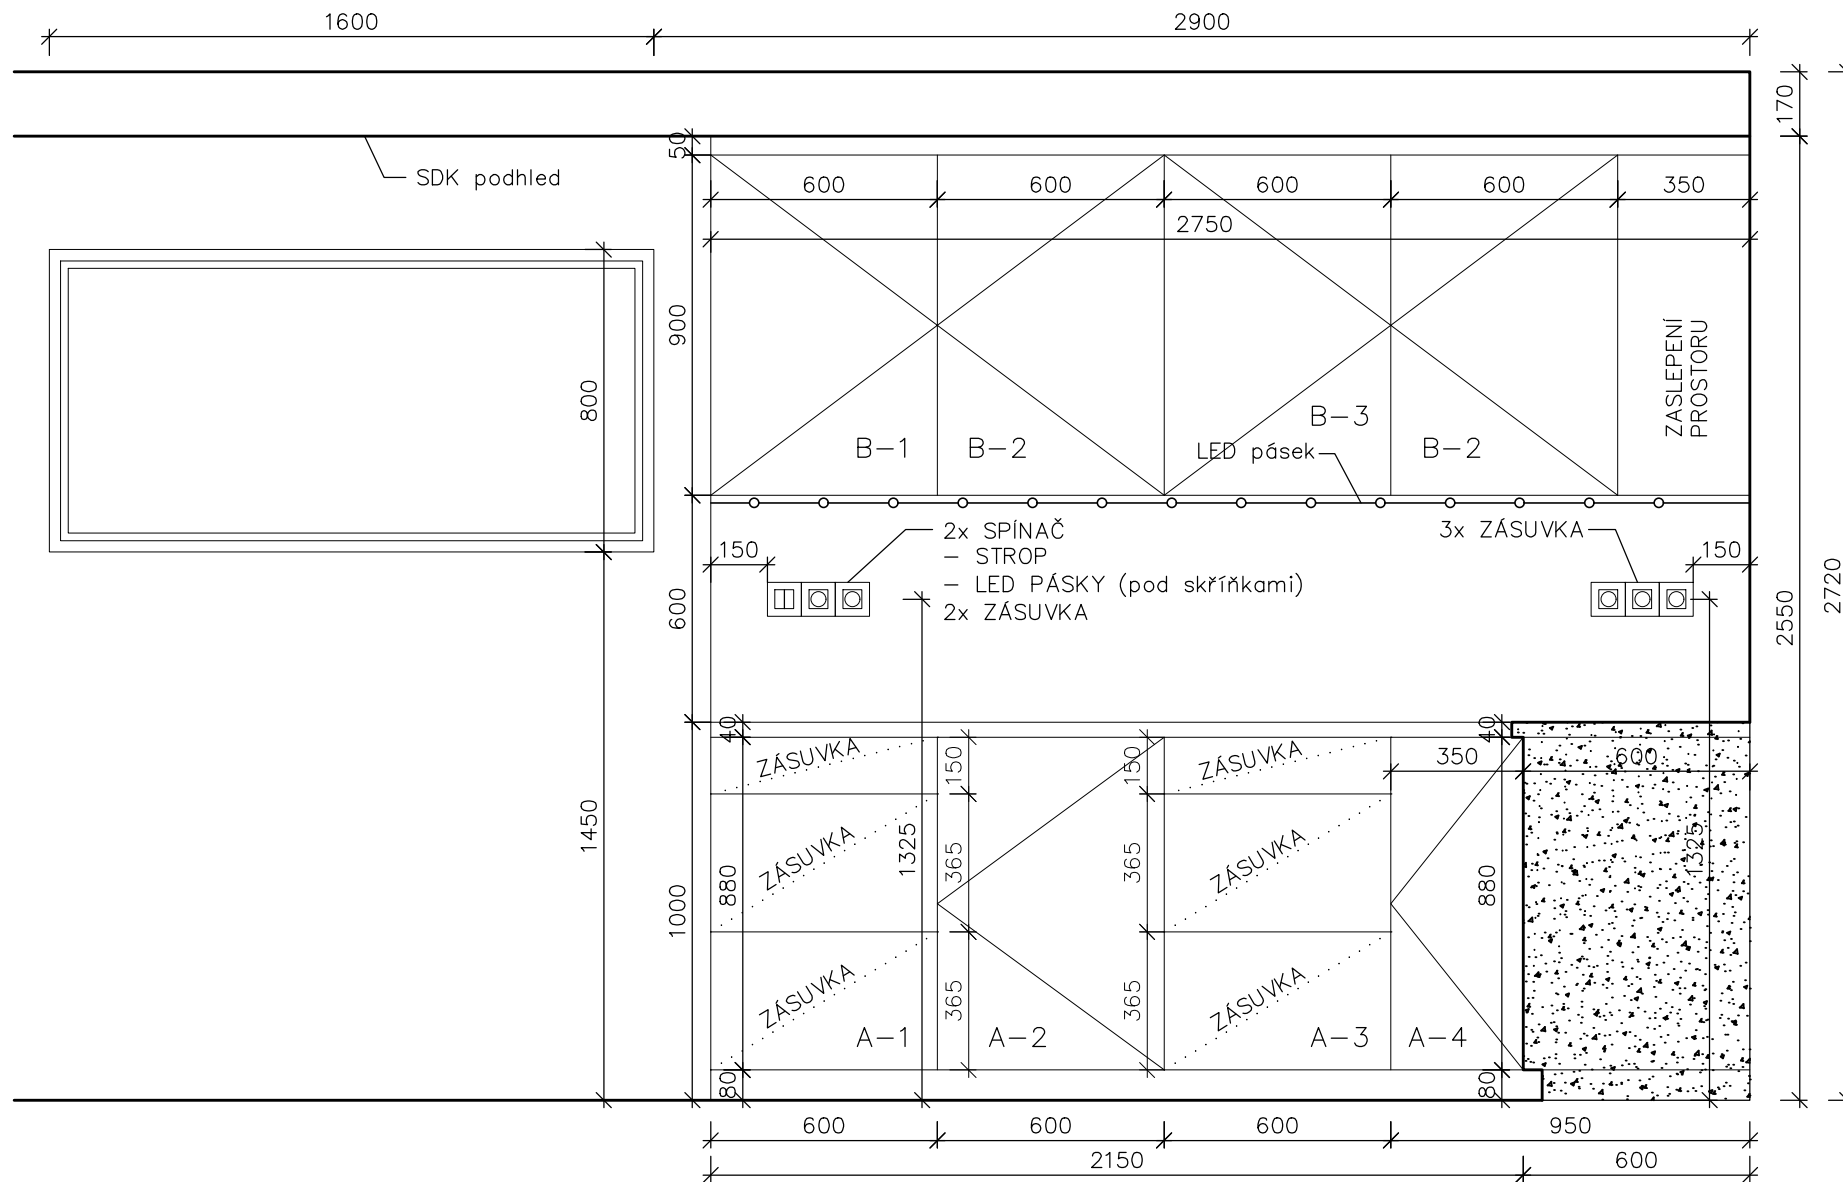 1600
2900
170
50
SDK podhled
600
600
600
600
350
2750
900
800
ZASLEPENÍ
PROSTORU
B-1
B-2
B-3
B-2
LED pásek
2x SPÍNAČ
- STROP
- LED PÁSKY (pod skříňkami)
2x ZÁSUVKA
3x ZÁSUVKA
150
150
600
25550
2720
40
40
ZÁSUVKA
150
150
ZÁSUVKA
350
600
1450
1000
880
ZÁSUVKA
1325
365
365
ZÁSUVKA
880
1325
ZÁSUVKA
365
365
ZÁSUVKA
A-1
A-2
A-3
A-4
80
80
600
600
600
950
2150
600